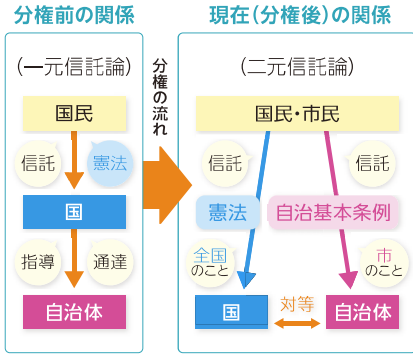 分権前の関係
(一元信託論)
国民
信託
憲法
国
指導
通達
自治体
分権の流れ
現在(分権後)の関係
(二元信託論)
国民・市民
信託
信託
憲法
自治基本条例
全国
のこと
市
のこと
国
対等
自治体